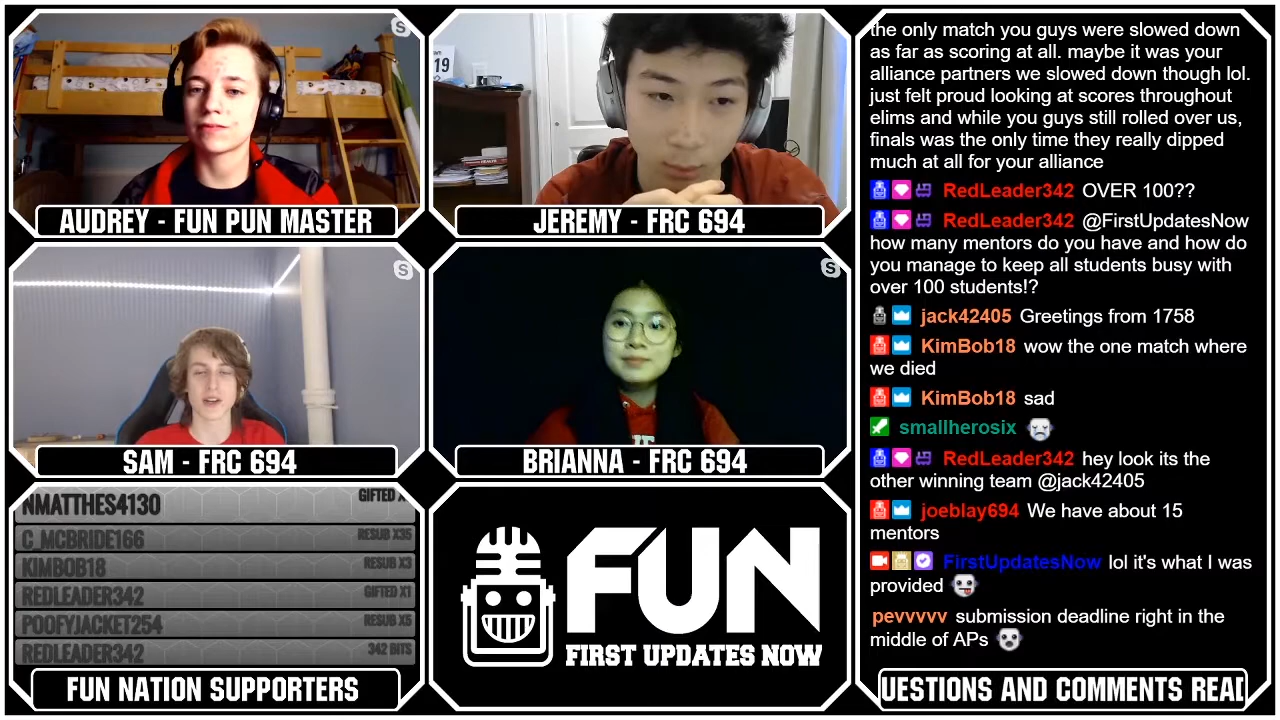 19
AUDREY - FUN PUN MASTER
JEREMY - FRC 694
SAM - FRC 694
BRIANNA - FRC 694
NMATTHES4130 GIFTED
C_MCBRIDE166 RESUB X35
KIMBOB18 RESUB X3
REDLEADER342 GIFTED X1
POOFYJACKET254 RESUB X5
REDLEADER342 342 BITS
FUN NATION SUPPORTERS
FUN
FIRST UPDATES NOW
the only match you guys were slowed down
as far as scoring at all. maybe it was your
alliance partners we slowed down though lol.
just felt proud looking at scores throughout
elims and while you guys still rolled over us,
finals was the only time they really dipped
much at all for your alliance
RedLeader342 OVER 100??
RedLeader342 @FirstUpdatesNow
how many mentors do you have and how do
you manage to keep all students busy with
over 100 students!?
jack42405 Greetings from 1758
KimBob18 wow the one match where
we died
KimBob18 sad
smallherosix
RedLeader342 hey look its the
other winning team @jack42405
joeblay694 We have about 15
mentors
FirstUpdatesNow lol it's what I was
provided
pevvvvv submission deadline right in the
middle of APs
UESTIONS AND COMMENTS READ